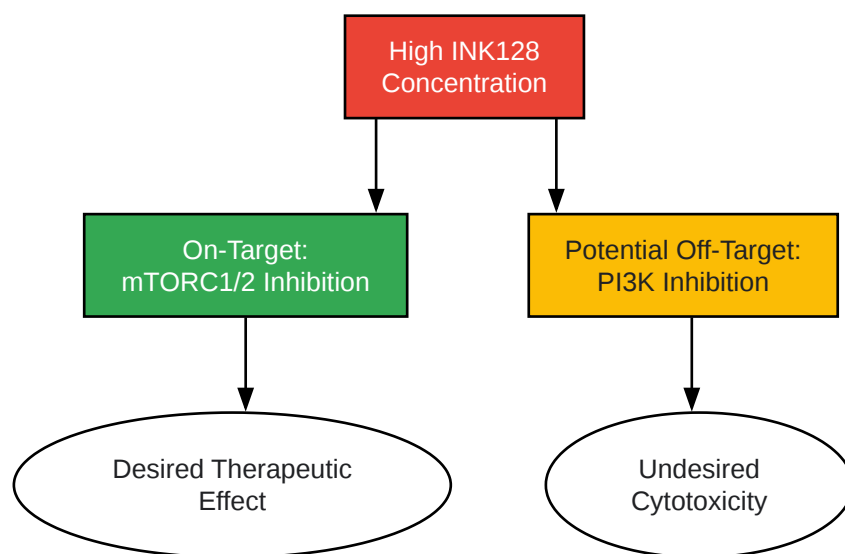 High INK128
Concentration
On-Target:
mTORC1/2 Inhibition
Potential Off-Target:
PI3K Inhibition
Desired Therapeutic
Effect
Undesired
Cytotoxicity